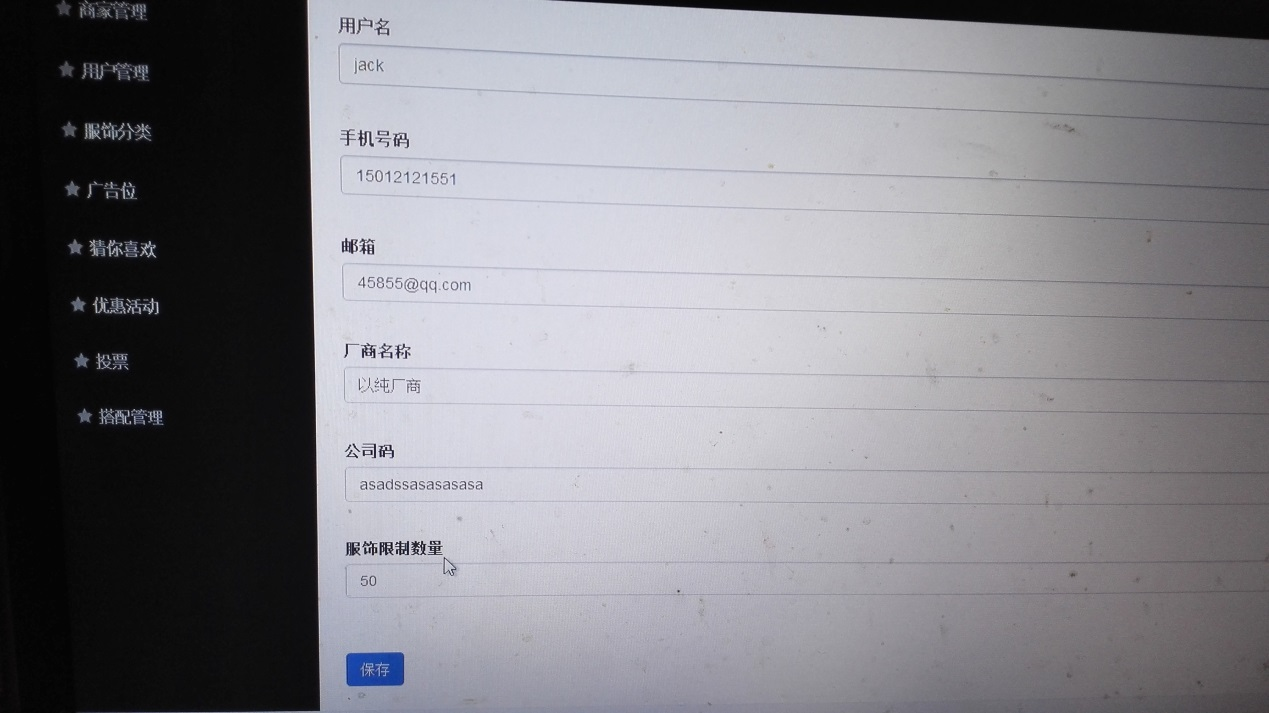 商家管理
用户管理
服饰分类
广告位
猜你喜欢
优惠活动
投票
搭配管理
用户名
jack
手机号码
15012121551
邮箱
45855@qq.com
厂商名称
以纯厂商
公司码
asadssasasasasa
服饰限制数量
50
保存